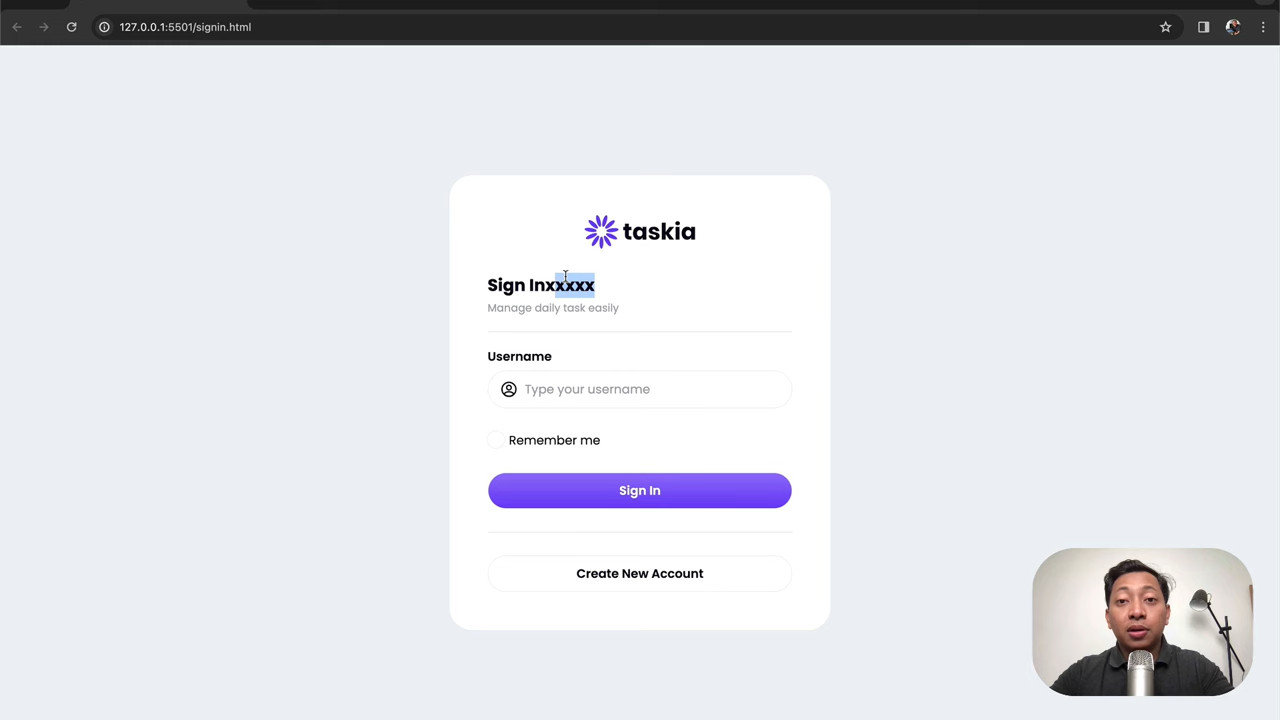 127.0.0.1:5501/signin.html
taskia
Sign Inxxxxx
Manage daily task easily
Username
Type your username
Remember me
Sign In
Create New Account